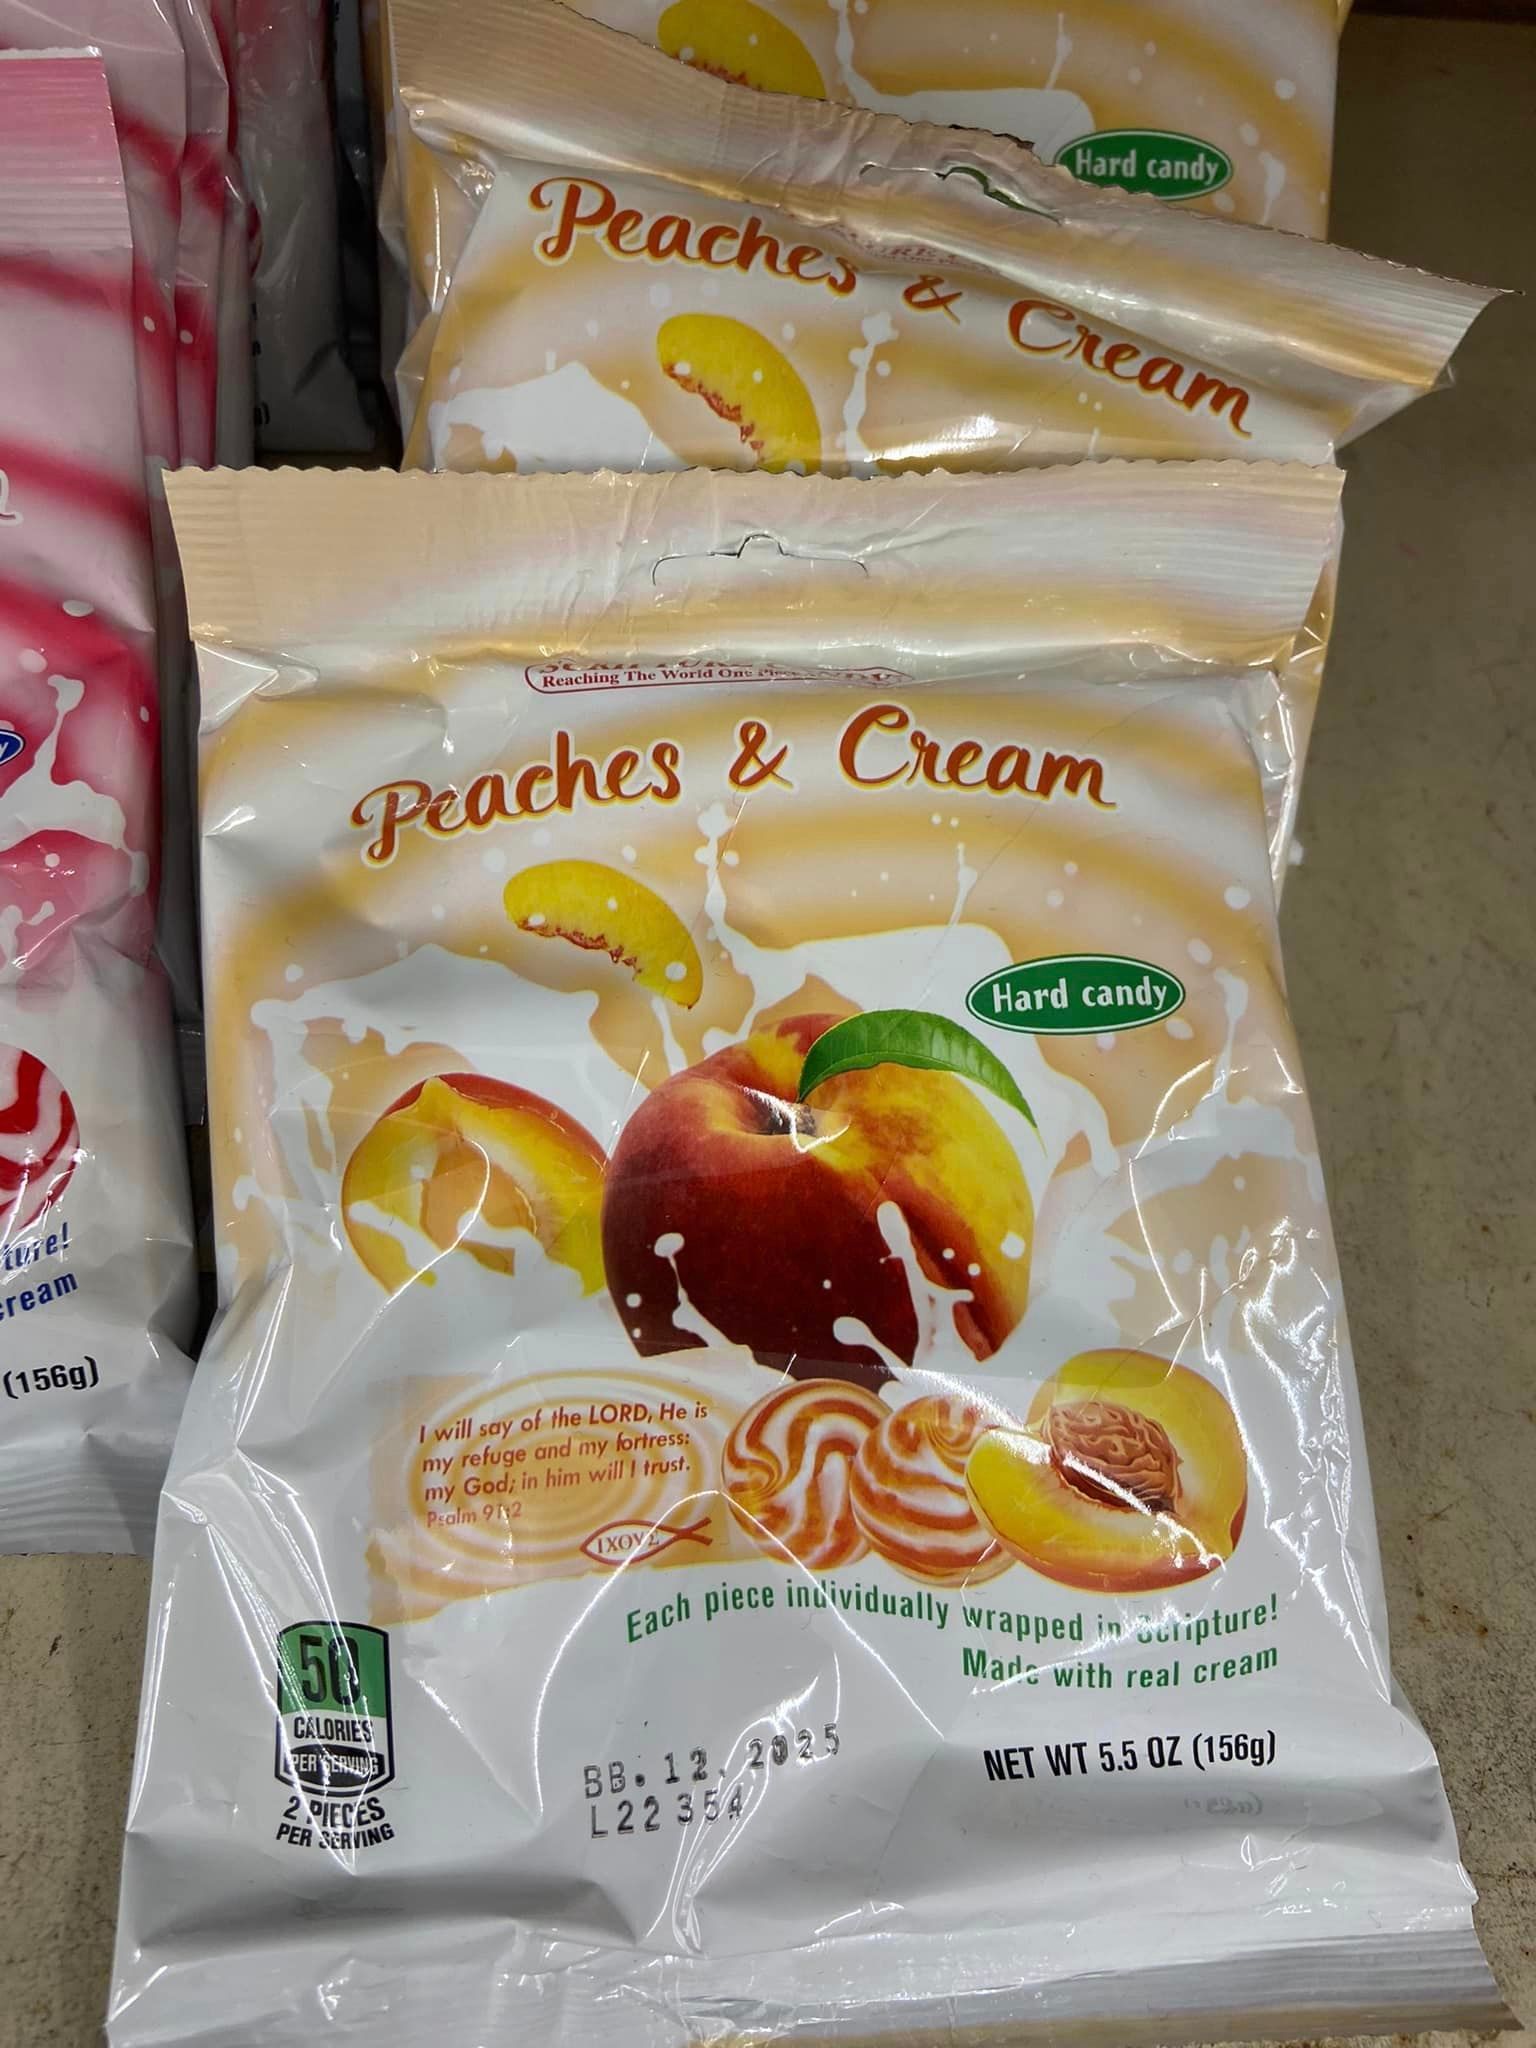 Hard candy
Peaches & Cream
Reaching The World One
Peaches & Cream
Hard candy
I will say of the LORD, He is
my refuge and my fortress:
my God; in him will I trust.
Psalm 91:2
ΙΧΟΥΣ
Each piece individually wrapped in Scripture!
Made with real cream
50
CALORIES
PER SERVING
2 PIECES
PER SERVING
BB. 12. 2025
L22354
NET WT 5.5 OZ (156g)
cream
(156g)